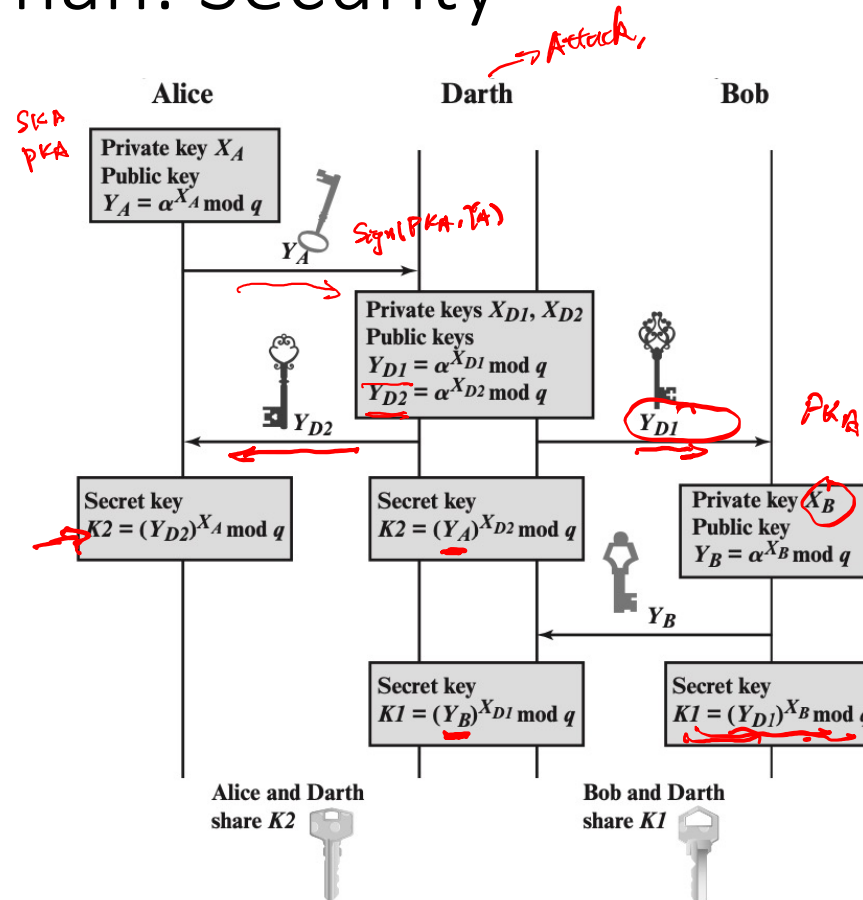 nan: Security
Attack,
Alice
Darth
Bob
SKA
PKA
Private key X_A
Public key
Y_A = α^X_A mod q
Sign(PKA, YA)
Y_A
Private keys X_D1, X_D2
Public keys
Y_D1 = α^X_D1 mod q
Y_D2 = α^X_D2 mod q
PKA
Y_D2
Y_D1
Secret key
K2 = (Y_D2)^X_A mod q
Secret key
K2 = (Y_A)^X_D2 mod q
Private key X_B
Public key
Y_B = α^X_B mod q
Y_B
Secret key
K1 = (Y_B)^X_D1 mod q
Secret key
K1 = (Y_D1)^X_B mod q
Alice and Darth
share K2
Bob and Darth
share K1